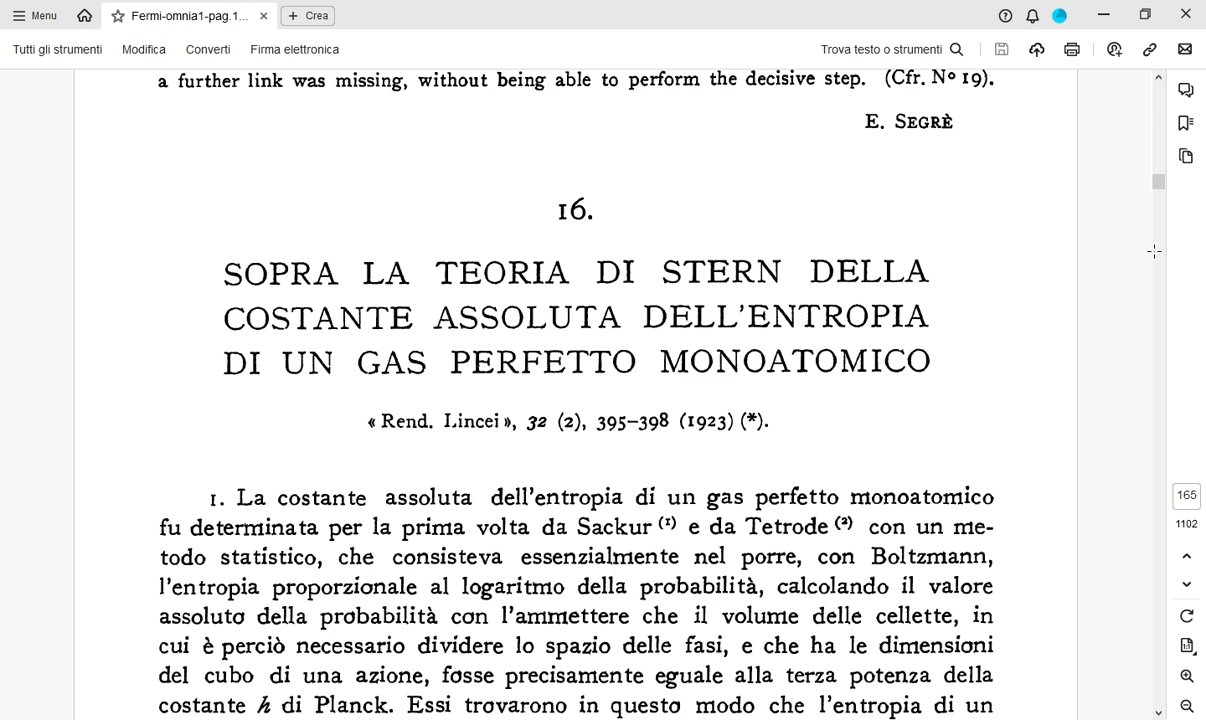 Menu
Fermi-omnia1-pag.1...
Crea
Tutti gli strumenti
Modifica
Converti
Firma elettronica
Trova testo o strumenti
a further link was missing, without being able to perform the decisive step. (Cfr. Nº 19).
E. SEGRÈ
16.
SOPRA LA TEORIA DI STERN DELLA
COSTANTE ASSOLUTA DELL'ENTROPIA
DI UN GAS PERFETTO MONOATOMICO
« Rend. Lincei », 32 (2), 395–398 (1923) (*).
1. La costante assoluta dell'entropia di un gas perfetto monoatomico
fu determinata per la prima volta da Sackur (1) e da Tetrode (2) con un me-
todo statistico, che consisteva essenzialmente nel porre, con Boltzmann,
l'entropia proporzionale al logaritmo della probabilità, calcolando il valore
assoluto della probabilità con l'ammettere che il volume delle cellette, in
cui è perciò necessario dividere lo spazio delle fasi, e che ha le dimensioni
del cubo di una azione, fosse precisamente eguale alla terza potenza della
costante h di Planck. Essi trovarono in questo modo che l'entropia di un
165
1102